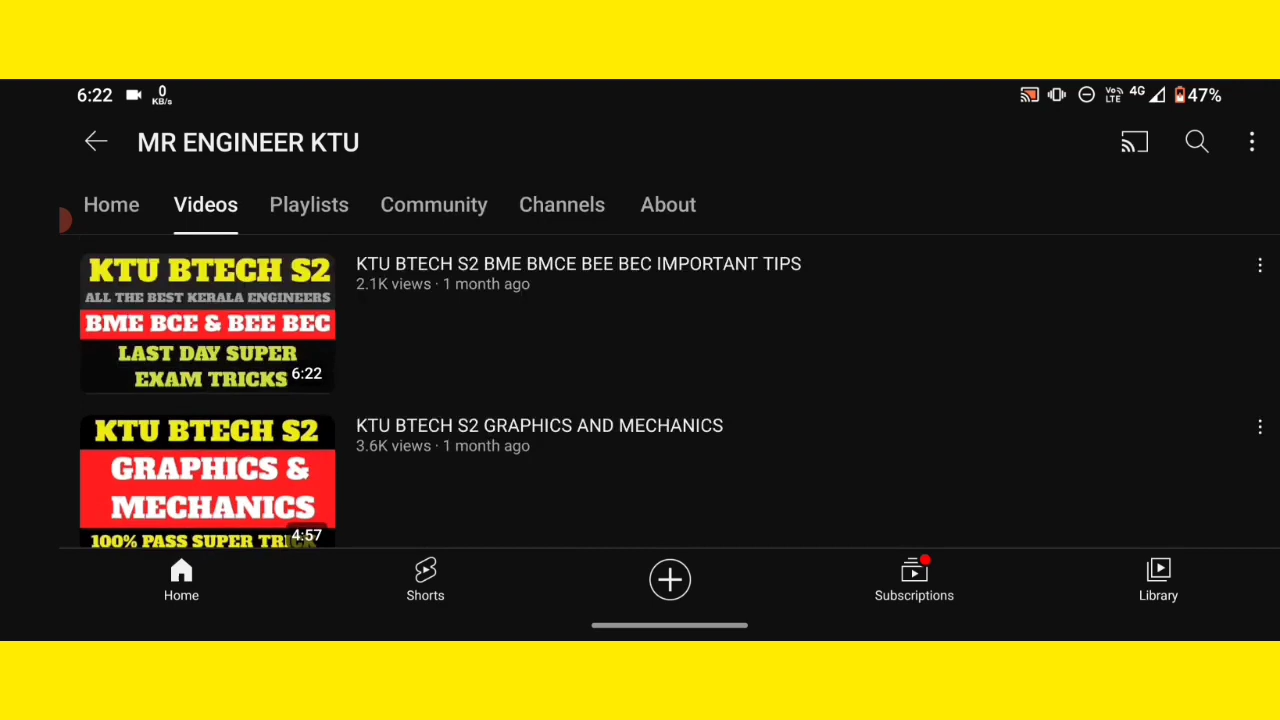 6:22 0 KB/s Vo LTE 4G 47%
MR ENGINEER KTU
Home Videos Playlists Community Channels About
KTU BTECH S2
ALL THE BEST KERALA ENGINEERS
BME BCE & BEE BEC
LAST DAY SUPER
EXAM TRICKS 6:22
KTU BTECH S2 BME BMCE BEE BEC IMPORTANT TIPS
2.1K views · 1 month ago
KTU BTECH S2
GRAPHICS &
MECHANICS
4:57
100% PASS SUPER TRICK
KTU BTECH S2 GRAPHICS AND MECHANICS
3.6K views · 1 month ago
Home Shorts Subscriptions Library